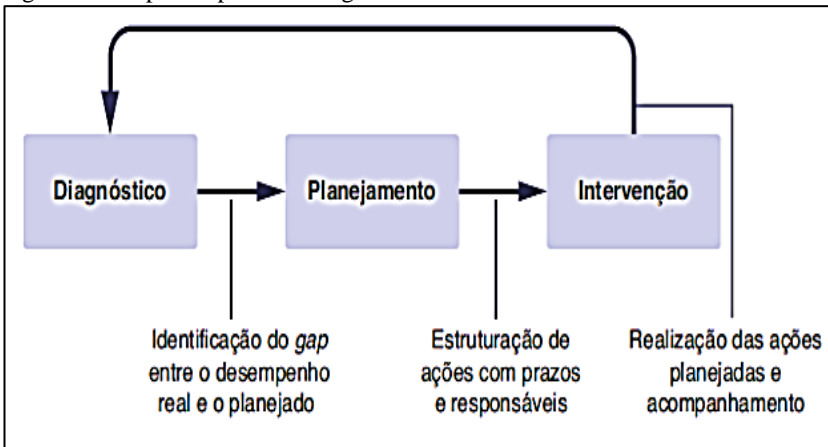 Diagnóstico
Planejamento
Intervenção
Identificação do gap
entre o desempenho
real e o planejado
Estruturação de
ações com prazos
e responsáveis
Realização das ações
planejadas e
acompanhamento